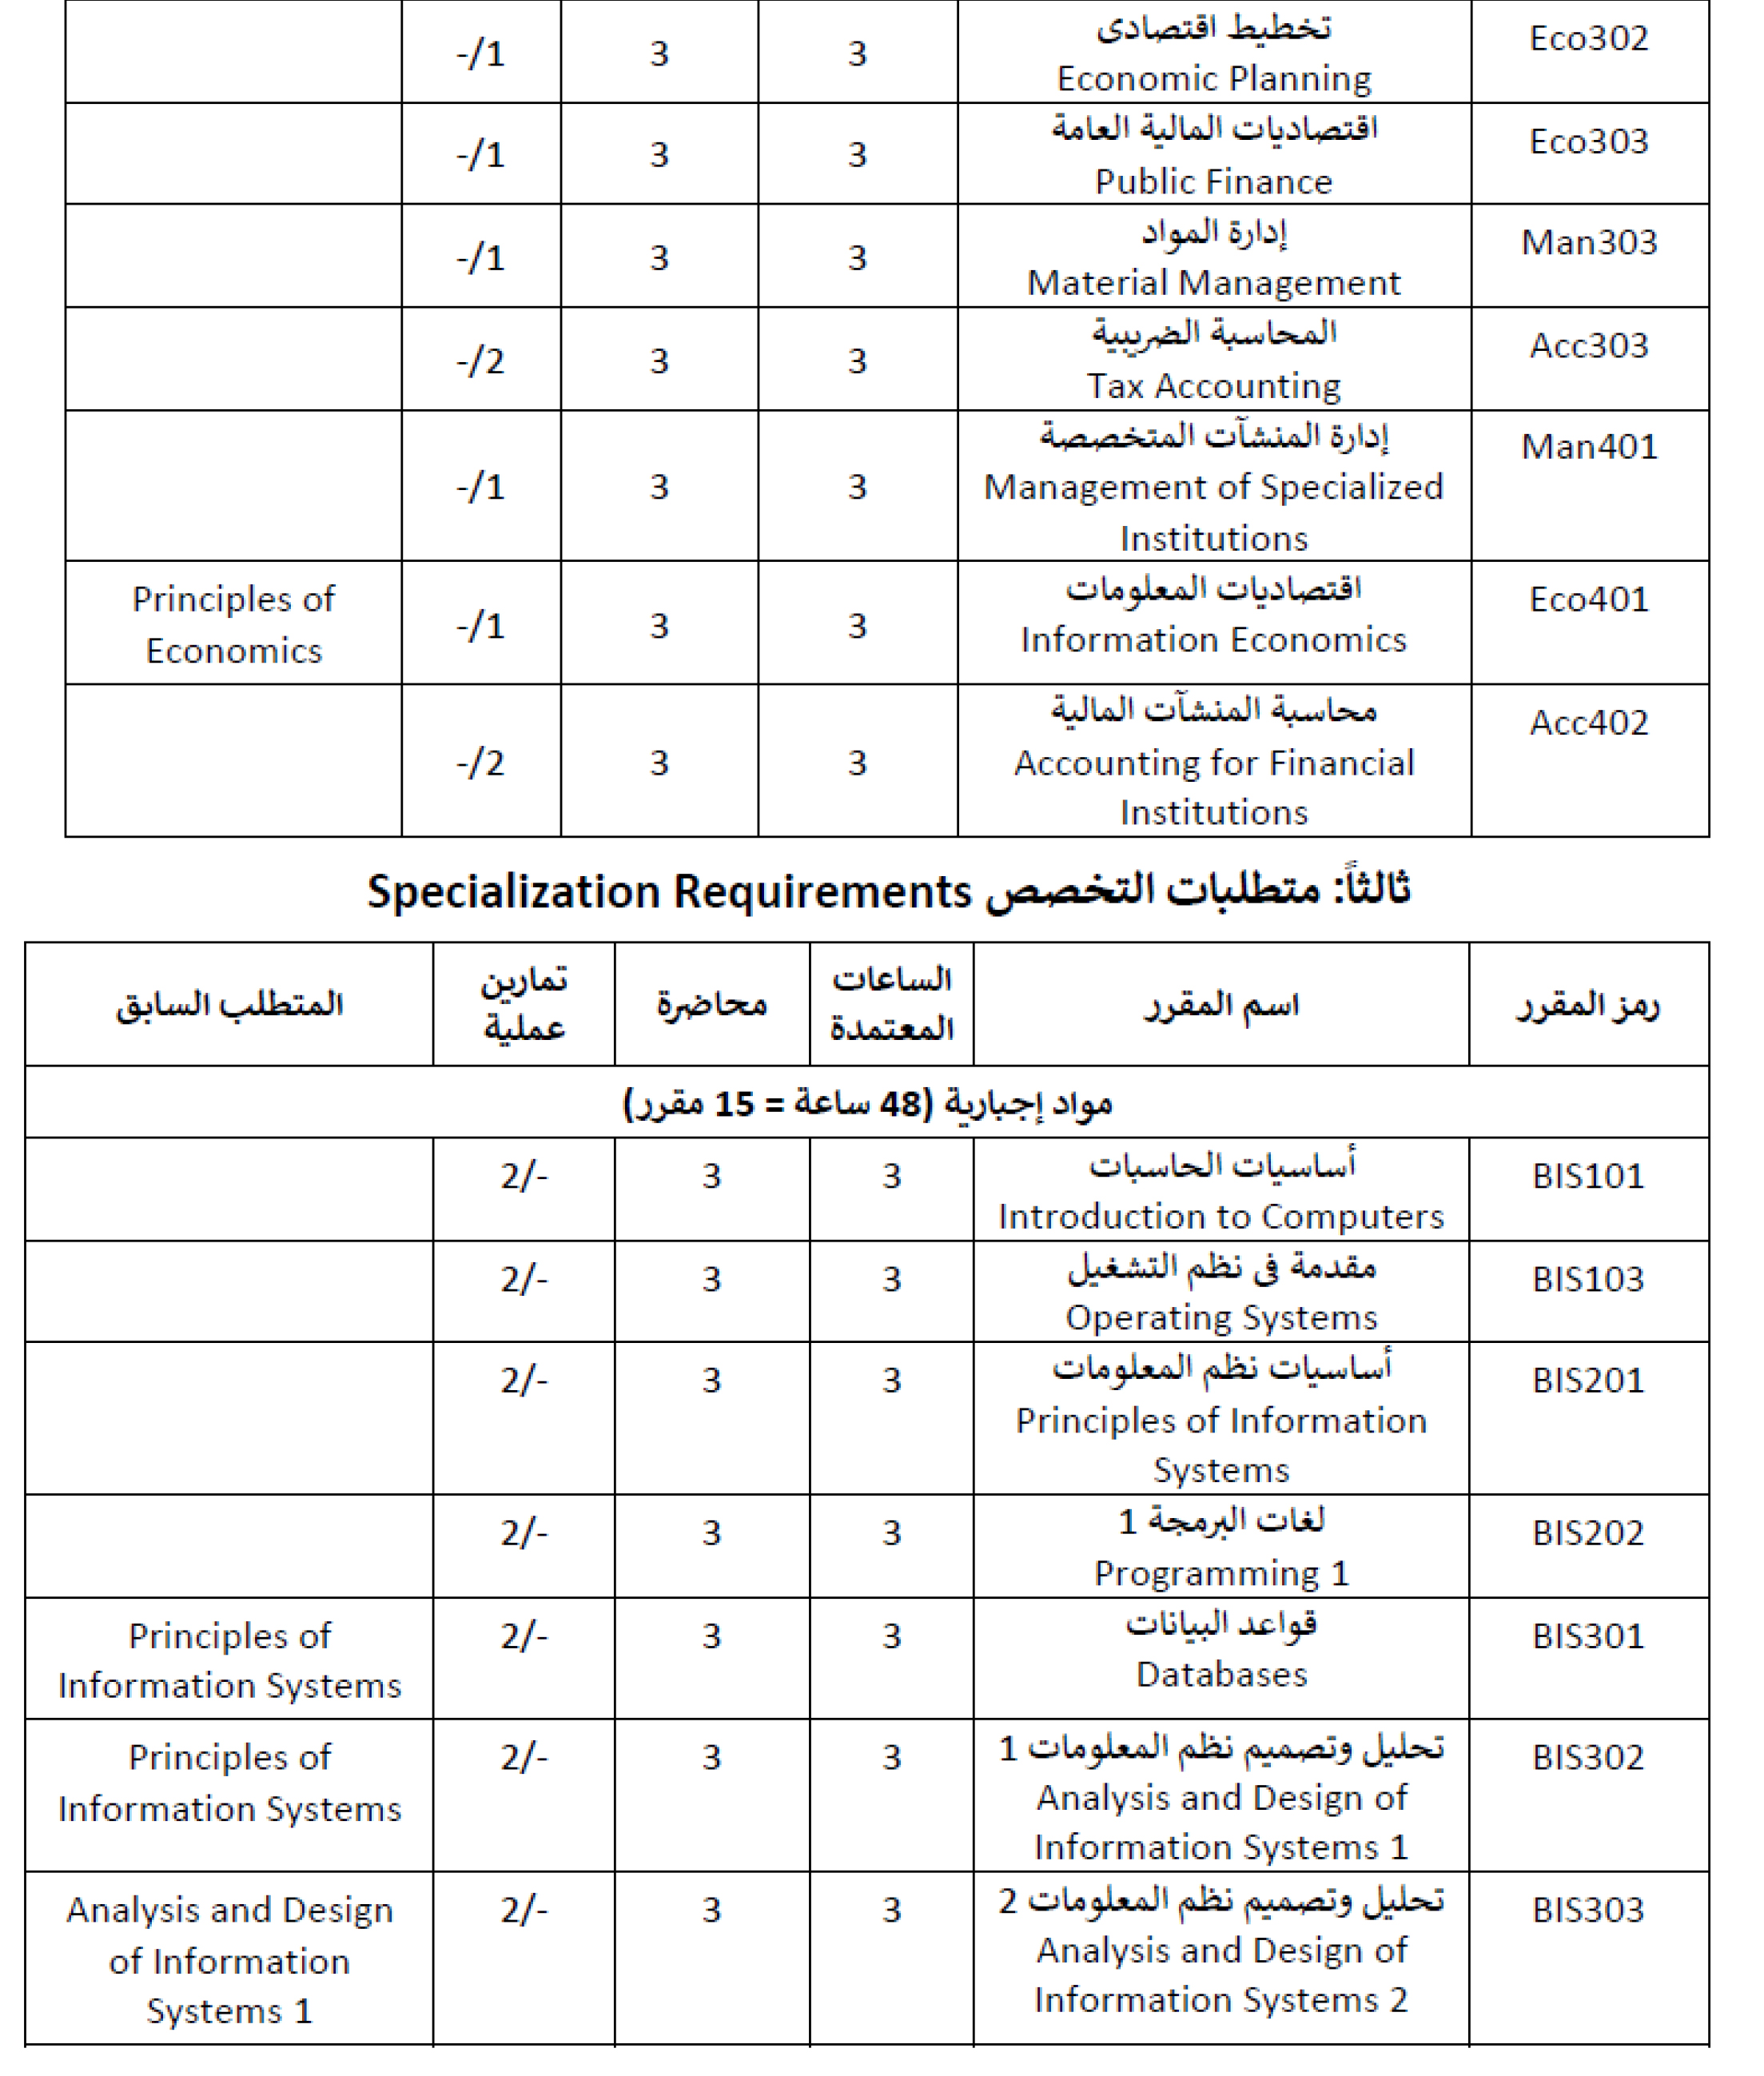 Eco302
تخطيط اقتصادى
Economic Planning
3
3
-/1
Eco303
اقتصاديات المالية العامة
Public Finance
3
3
-/1
Man303
إدارة المواد
Material Management
3
3
-/1
Acc303
المحاسبة الضريبية
Tax Accounting
3
3
-/2
Man401
إدارة المنشآت المتخصصة
Management of Specialized
Institutions
3
3
-/1
Eco401
اقتصاديات المعلومات
Information Economics
3
3
-/1
Principles of
Economics
Acc402
محاسبة المنشآت المالية
Accounting for Financial
Institutions
3
3
-/2
ثالثاً: متطلبات التخصص Specialization Requirements
رمز المقرر
اسم المقرر
الساعات
المعتمدة
محاضرة
تمارين
عملية
المتطلب السابق
مواد إجبارية (48 ساعة = 15 مقرر)
BIS101
أساسيات الحاسبات
Introduction to Computers
3
3
2/-
BIS103
مقدمة فى نظم التشغيل
Operating Systems
3
3
2/-
BIS201
أساسيات نظم المعلومات
Principles of Information
Systems
3
3
2/-
BIS202
لغات البرمجة 1
Programming 1
3
3
2/-
BIS301
قواعد البيانات
Databases
3
3
2/-
Principles of
Information Systems
BIS302
تحليل وتصميم نظم المعلومات 1
Analysis and Design of
Information Systems 1
3
3
2/-
Principles of
Information Systems
BIS303
تحليل وتصميم نظم المعلومات 2
Analysis and Design of
Information Systems 2
3
3
2/-
Analysis and Design
of Information
Systems 1